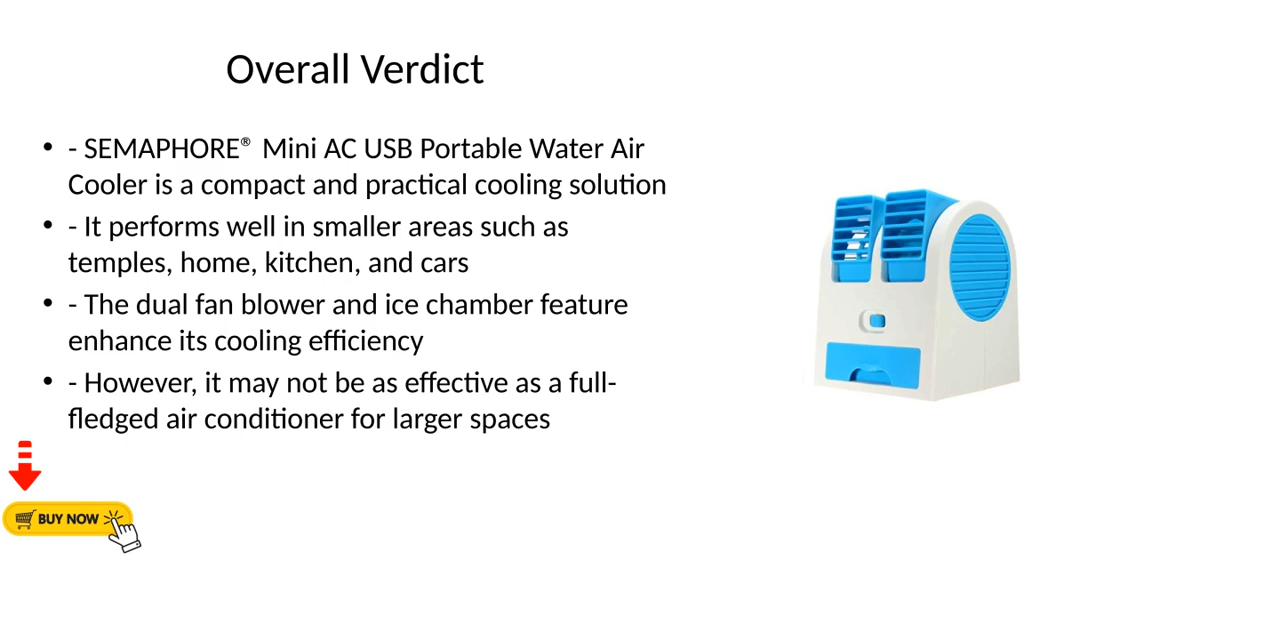 Overall Verdict
• - SEMAPHORE® Mini AC USB Portable Water Air
Cooler is a compact and practical cooling solution
• - It performs well in smaller areas such as
temples, home, kitchen, and cars
• - The dual fan blower and ice chamber feature
enhance its cooling efficiency
• - However, it may not be as effective as a full-
fledged air conditioner for larger spaces
BUY NOW